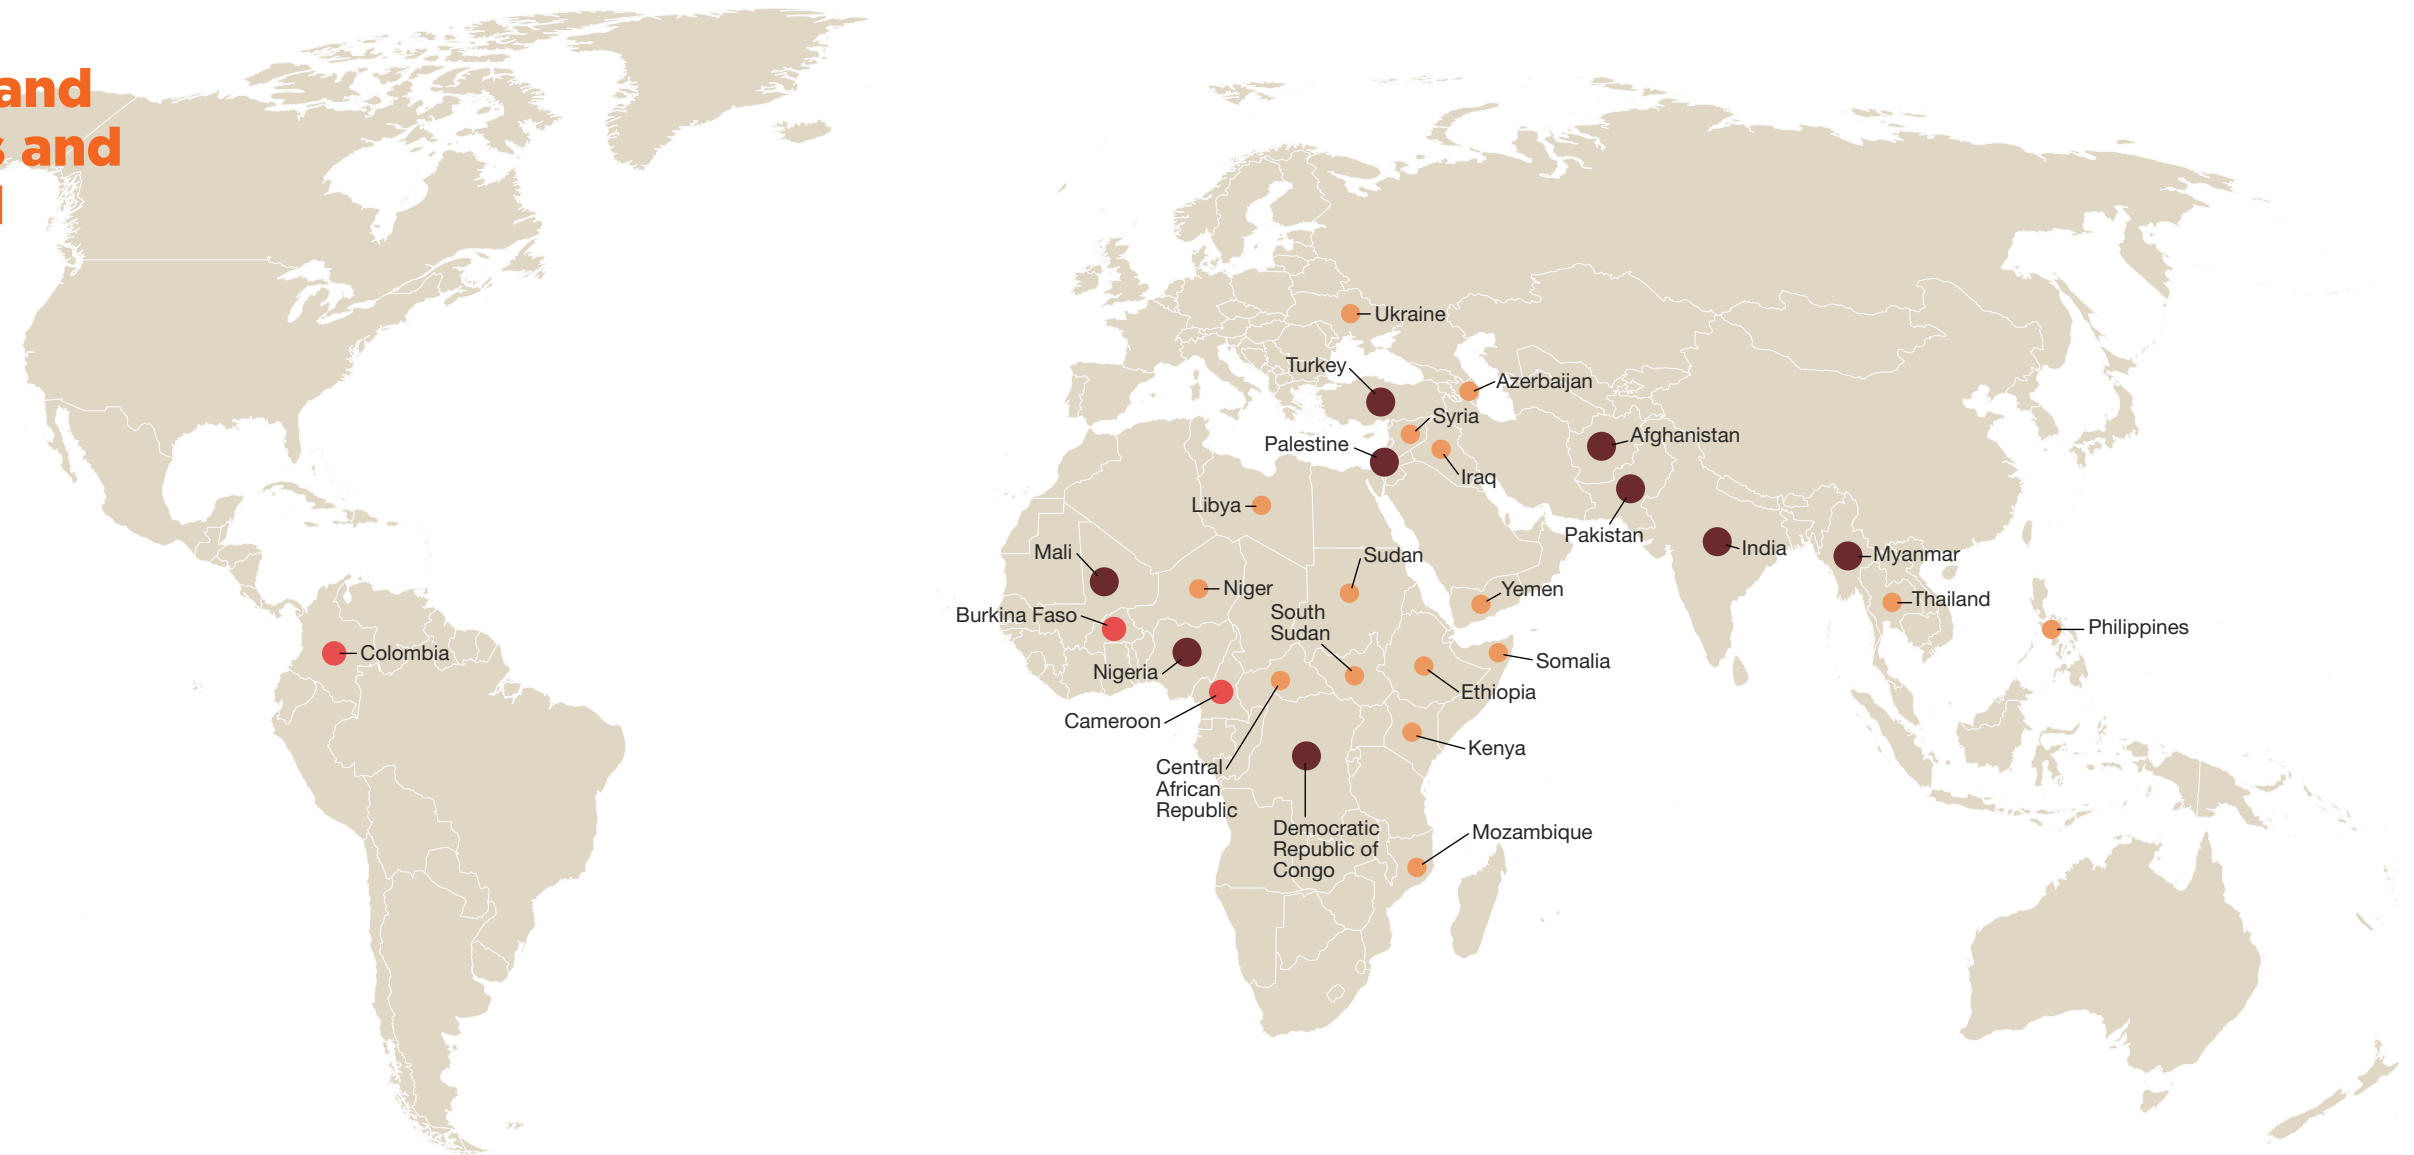 and
s and
Ukraine
Turkey
Azerbaijan
Syria
Palestine
Afghanistan
Iraq
Libya
Pakistan
India
Mali
Sudan
Myanmar
Niger
Yemen
Thailand
Burkina Faso
South
Sudan
Philippines
Colombia
Nigeria
Somalia
Ethiopia
Cameroon
Kenya
Central
African
Republic
Democratic
Republic of
Congo
Mozambique